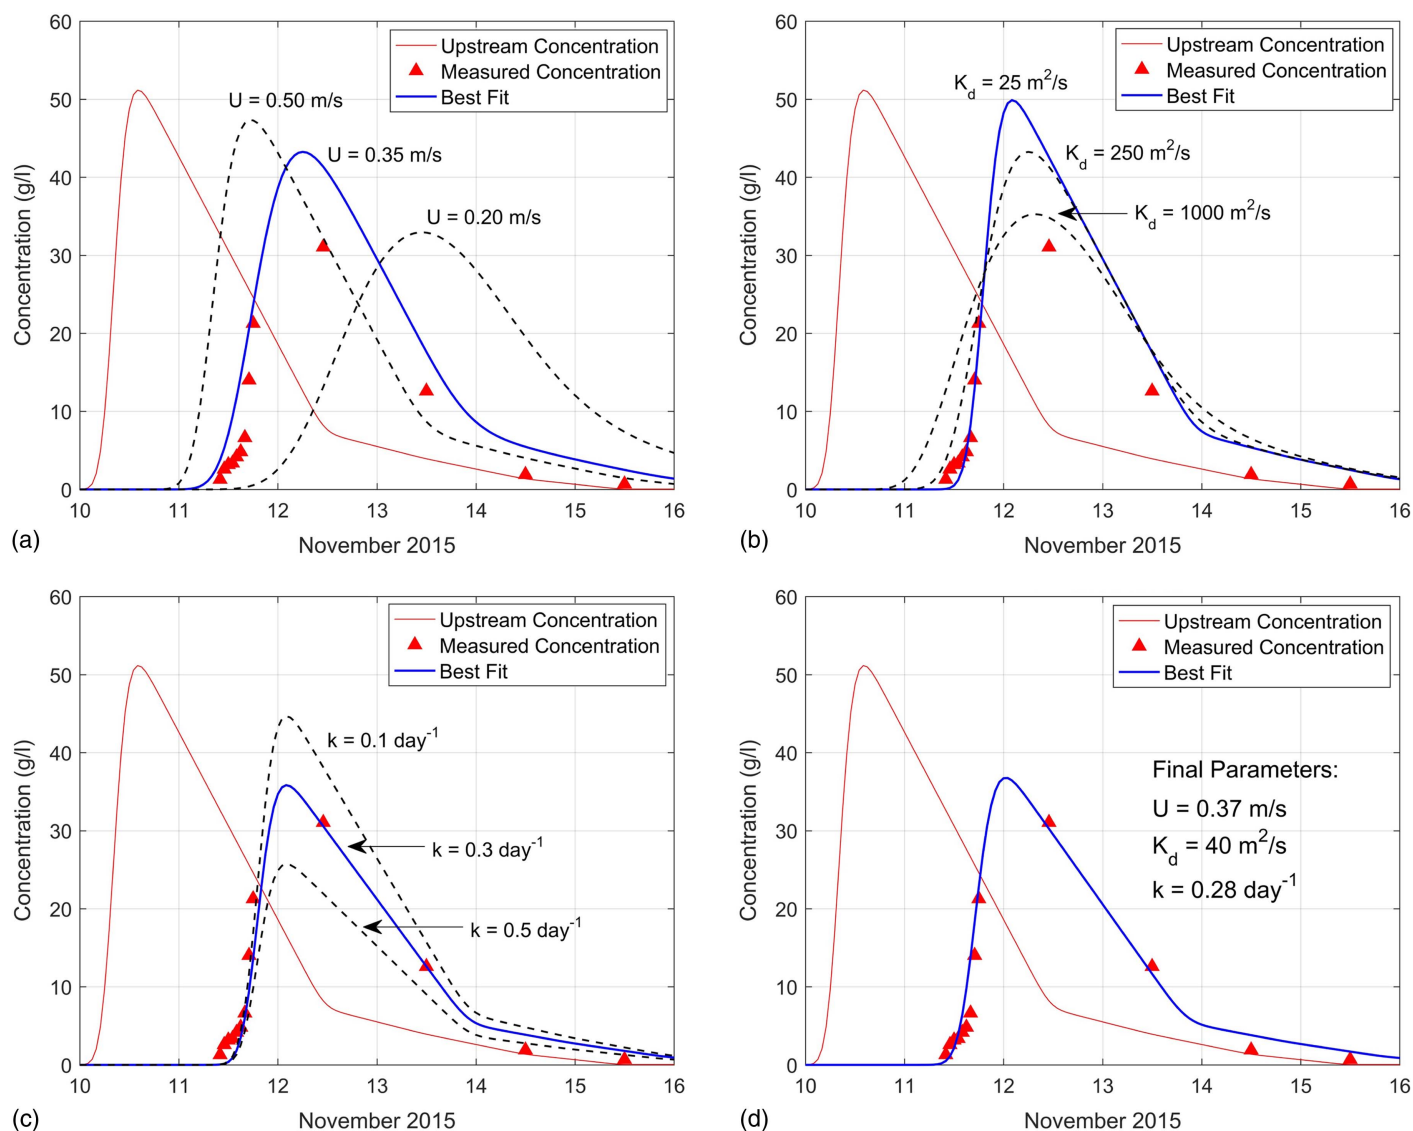 60
50
40
30
20
10
0
Concentration (g/l)
Upstream Concentration
Measured Concentration
Best Fit
U = 0.50 m/s
U = 0.35 m/s
U = 0.20 m/s
10 11 12 13 14 15 16
(a)
November 2015
60
50
40
30
20
10
0
Concentration (g/l)
Upstream Concentration
Measured Concentration
Best Fit
K_d = 25 m²/s
K_d = 250 m²/s
K_d = 1000 m²/s
10 11 12 13 14 15 16
(b)
November 2015
60
50
40
30
20
10
0
Concentration (g/l)
Upstream Concentration
Measured Concentration
Best Fit
k = 0.1 day⁻¹
k = 0.3 day⁻¹
k = 0.5 day⁻¹
10 11 12 13 14 15 16
(c)
November 2015
60
50
40
30
20
10
0
Concentration (g/l)
Upstream Concentration
Measured Concentration
Best Fit
Final Parameters:
U = 0.37 m/s
K_d = 40 m²/s
k = 0.28 day⁻¹
10 11 12 13 14 15 16
(d)
November 2015